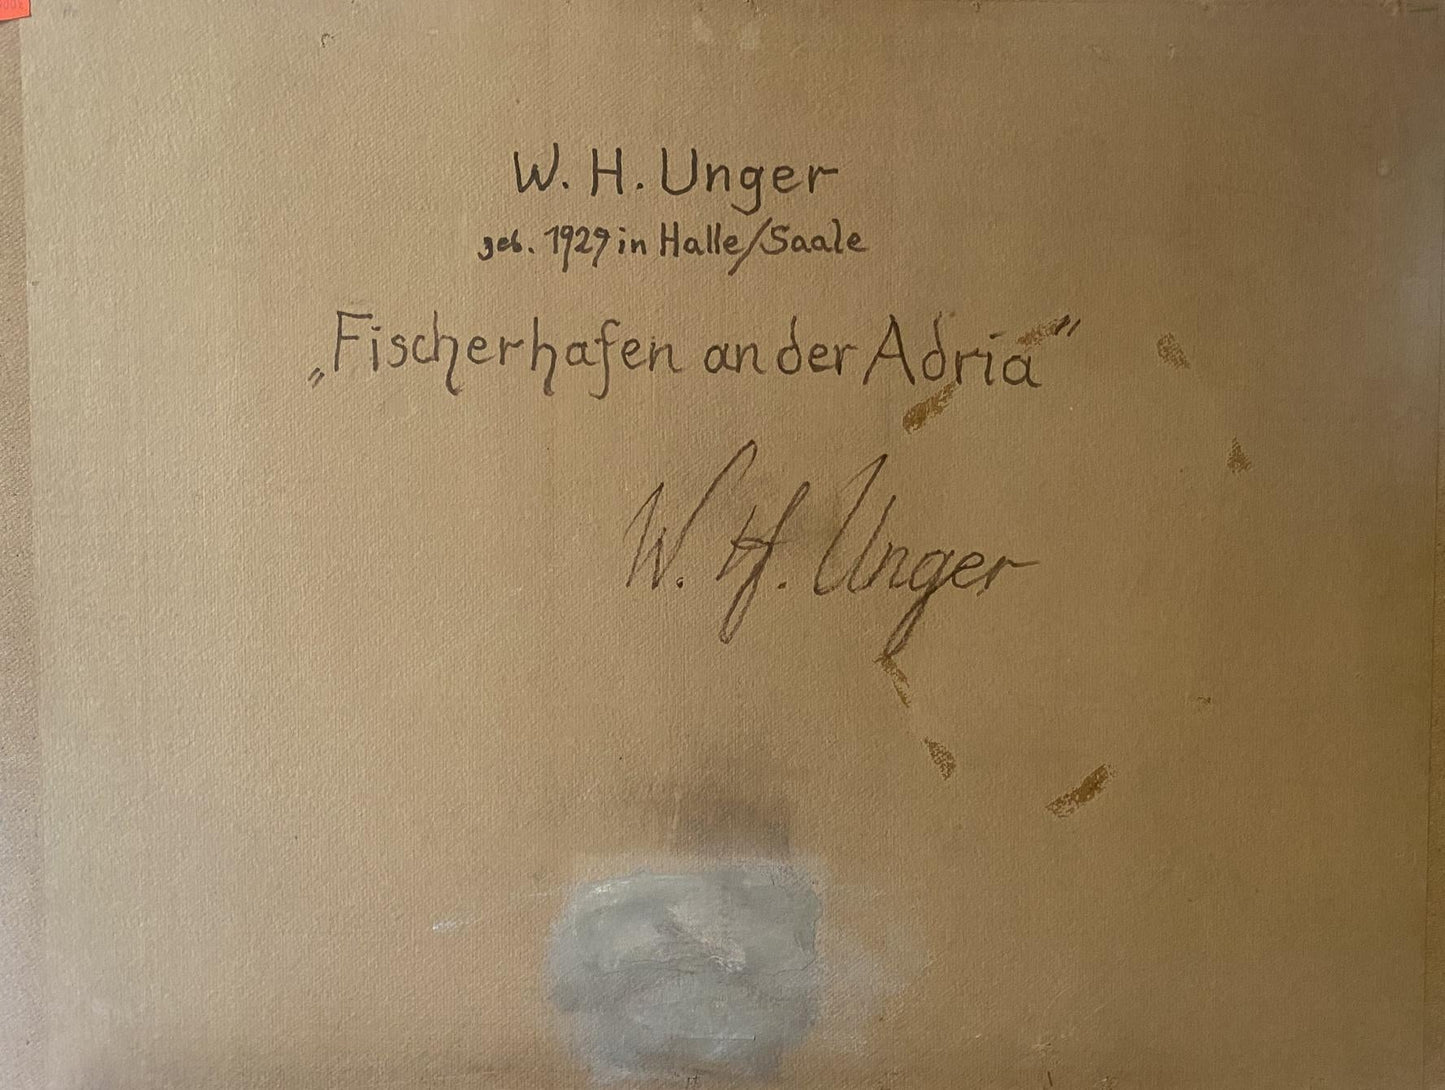 W. H. Unger
geb. 1929 in Halle/Saale
„Fischerhafen an der Adria"
W. H. Unger